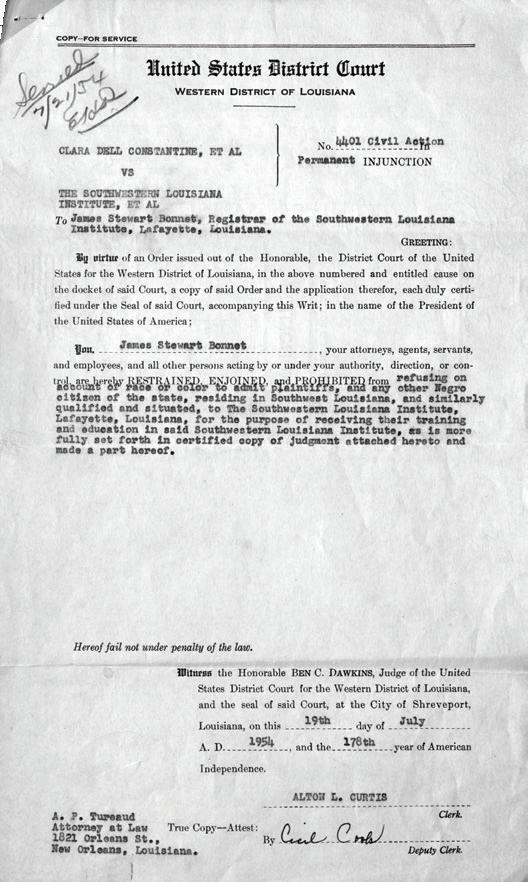 COPY—FOR SERVICE
Served
7/21/54
United States District Court
WESTERN DISTRICT OF LOUISIANA
CLARA DELL CONSTANTINE, ET AL
VS
THE SOUTHWESTERN LOUISIANA
INSTITUTE, ET AL
No. 4401 Civil Action
In
Permanent INJUNCTION
To James Stewart Bonnet, Registrar of the Southwestern Louisiana
Institute, Lafayette, Louisiana.
GREETING:
By virtue of an Order issued out of the Honorable, the District Court of the United
States for the Western District of Louisiana, in the above numbered and entitled cause on
the docket of said Court, a copy of said Order and the application therefor, each duly certi-
fied under the Seal of said Court, accompanying this Writ; in the name of the President of
the United States of America;
You, James Stewart Bonnet, your attorneys, agents, servants,
and employees, and all other persons acting by or under your authority, direction, or con-
trol, are hereby RESTRAINED, ENJOINED, and PROHIBITED from refusing on
account of race or color to admit plaintiffs, and any other Negro
citizen of the state, residing in Southwest Louisiana, and similarly
qualified and situated, to The Southwestern Louisiana Institute,
Lafayette, Louisiana, for the purpose of receiving their training
and education in said Southwestern Louisiana Institute, as is more
fully set forth in certified copy of judgment attached hereto and
made a part hereof.
Hereof fail not under penalty of the law.
Witness the Honorable BEN C. DAWKINS, Judge of the United
States District Court for the Western District of Louisiana,
and the seal of said Court, at the City of Shreveport,
Louisiana, on this 19th day of July
A. D. 1954, and the 178th year of American
Independence.
ALTON L. CURTIS
Clerk.
A. P. Tureaud
Attorney at Law
1821 Orleans St.,
New Orleans, Louisiana.
True Copy—Attest:
By
Deputy Clerk.